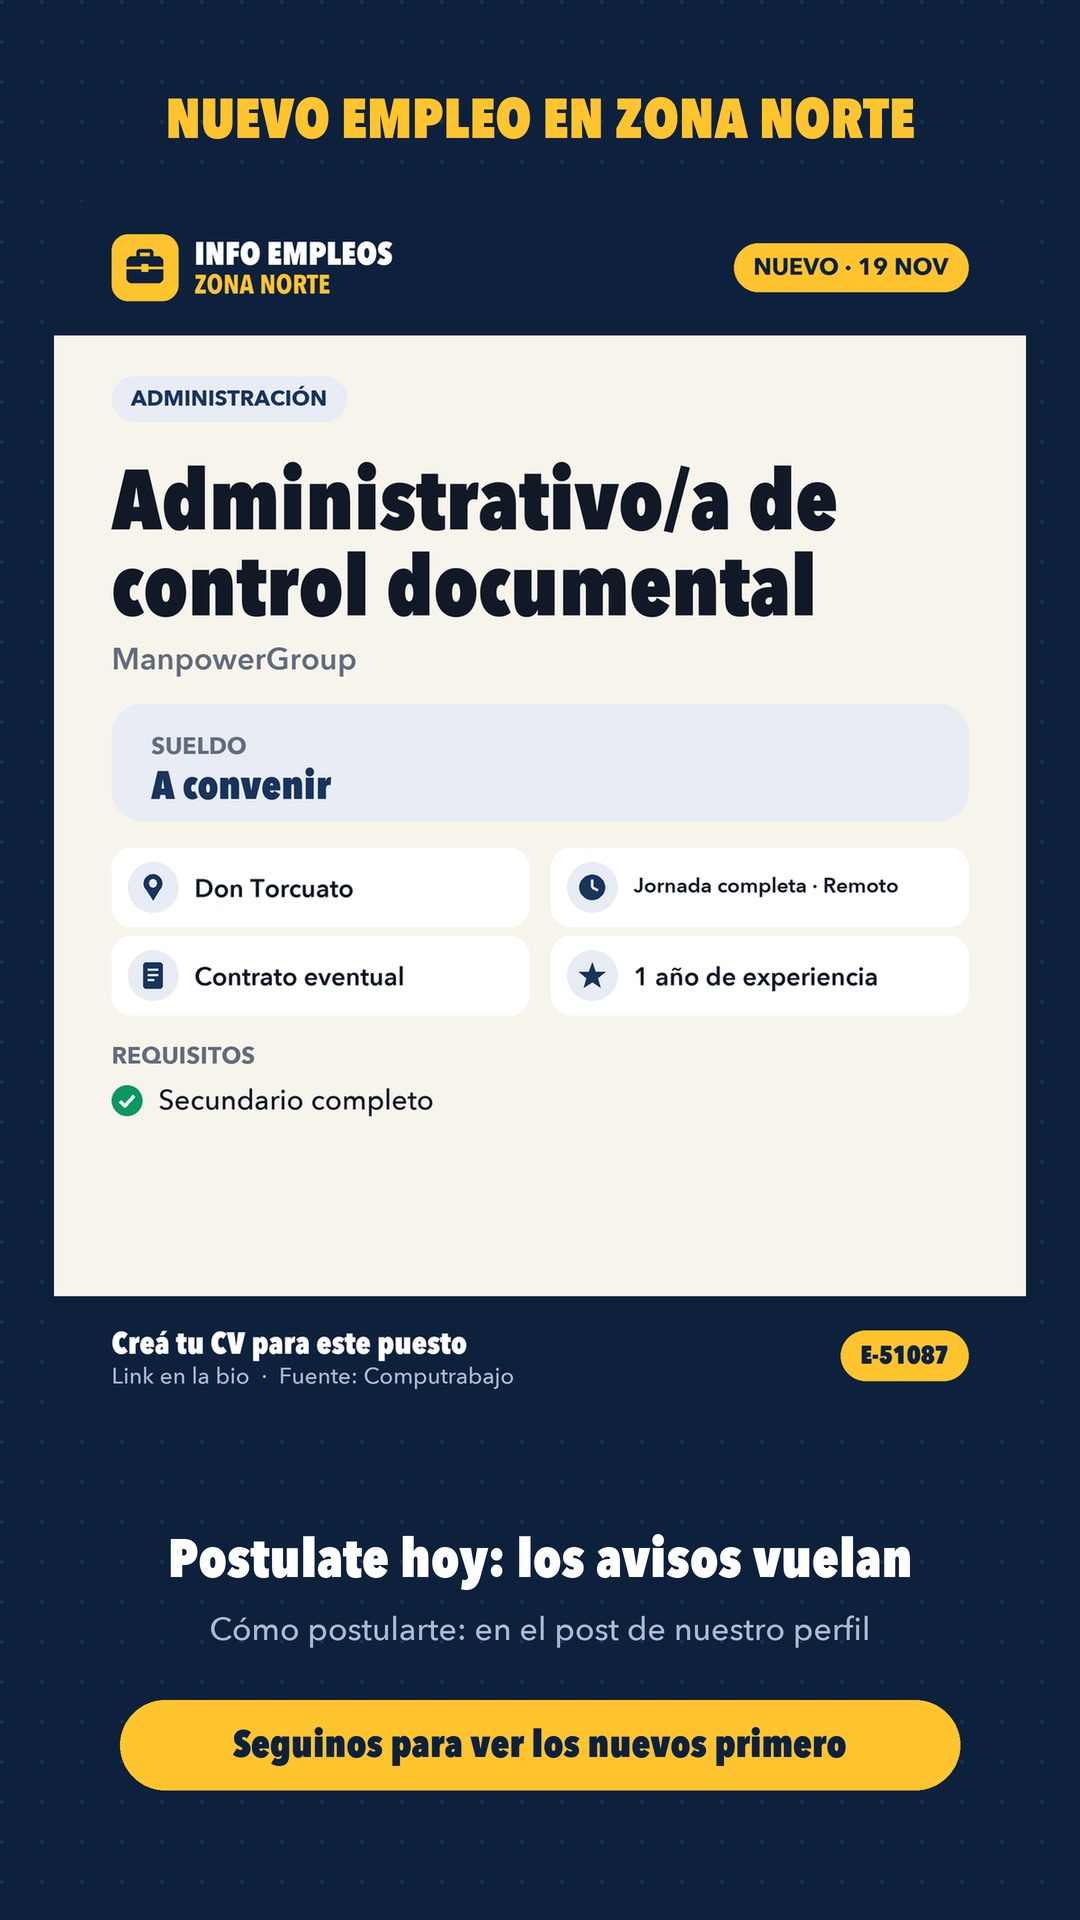 NUEVO EMPLEO EN ZONA NORTE
INFO EMPLEOS
ZONA NORTE
NUEVO · 19 NOV
ADMINISTRACIÓN
Administrativo/a de
control documental
ManpowerGroup
SUELDO
A convenir
Don Torcuato
Jornada completa · Remoto
Contrato eventual
1 año de experiencia
REQUISITOS
Secundario completo
Creá tu CV para este puesto
Link en la bio · Fuente: Computrabajo
E-51087
Postulate hoy: los avisos vuelan
Cómo postularte: en el post de nuestro perfil
Seguinos para ver los nuevos primero